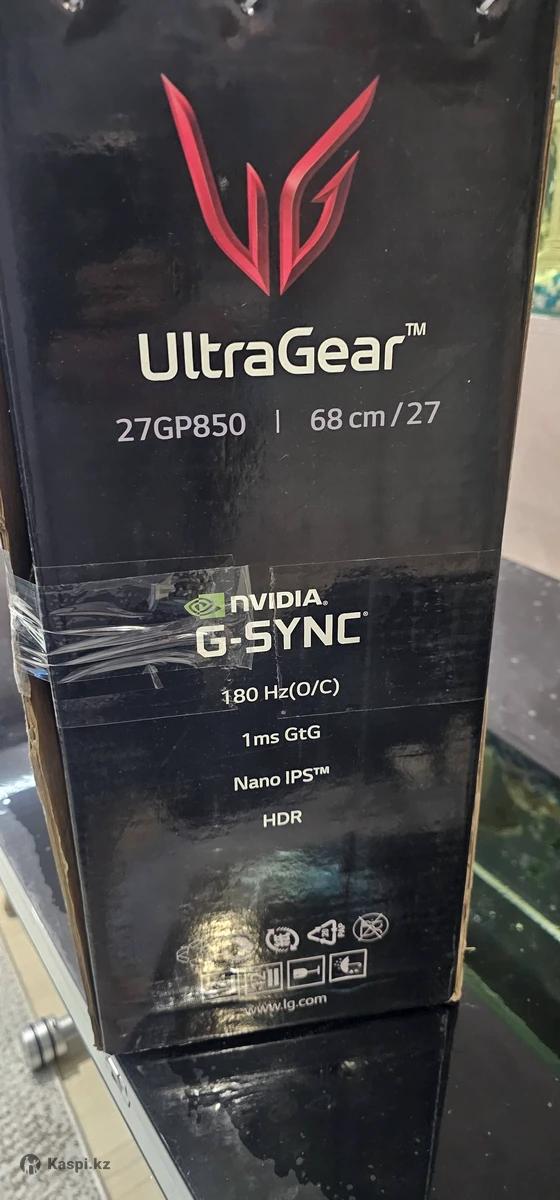 UltraGear™
27GP850 | 68 cm / 27
NVIDIA®
G-SYNC®
180 Hz(O/C)
1ms GtG
Nano IPS™
HDR
www.lg.com
Kaspi.kz